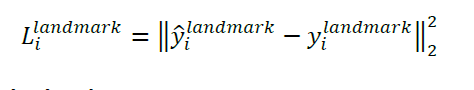 L_i^{landmark} = ‖ŷ_i^{landmark} − y_i^{landmark}‖_2^2